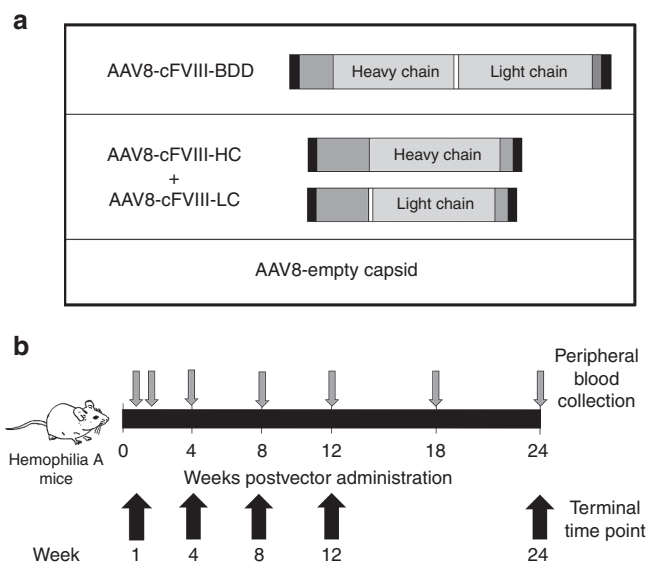 a
AAV8-cFVIII-BDD
Heavy chain
Light chain
AAV8-cFVIII-HC
+
AAV8-cFVIII-LC
Heavy chain
Light chain
AAV8-empty capsid
b
Peripheral
blood
collection
Hemophilia A
mice
0 4 8 12 18 24
Weeks postvector administration
Terminal
time point
Week 1 4 8 12 24